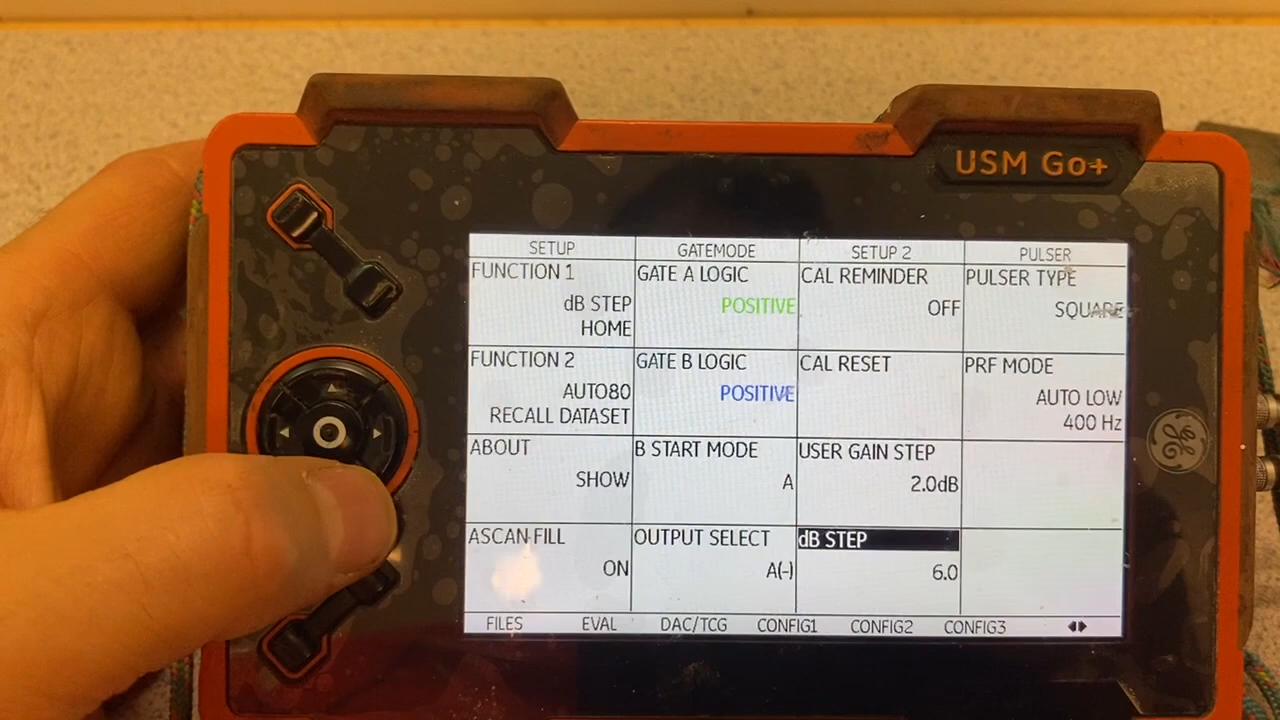 USM Go+
SETUP GATEMODE SETUP 2 PULSER
FUNCTION 1 GATE A LOGIC CAL REMINDER PULSER TYPE
dB STEP POSITIVE OFF SQUARE
HOME
FUNCTION 2 GATE B LOGIC CAL RESET PRF MODE
AUTO80 POSITIVE AUTO LOW
RECALL DATASET 400 Hz
ABOUT B START MODE USER GAIN STEP
SHOW A 2.0dB
ASCAN FILL OUTPUT SELECT dB STEP
ON A(-) 6.0
FILES EVAL DAC/TCG CONFIG1 CONFIG2 CONFIG3
GE